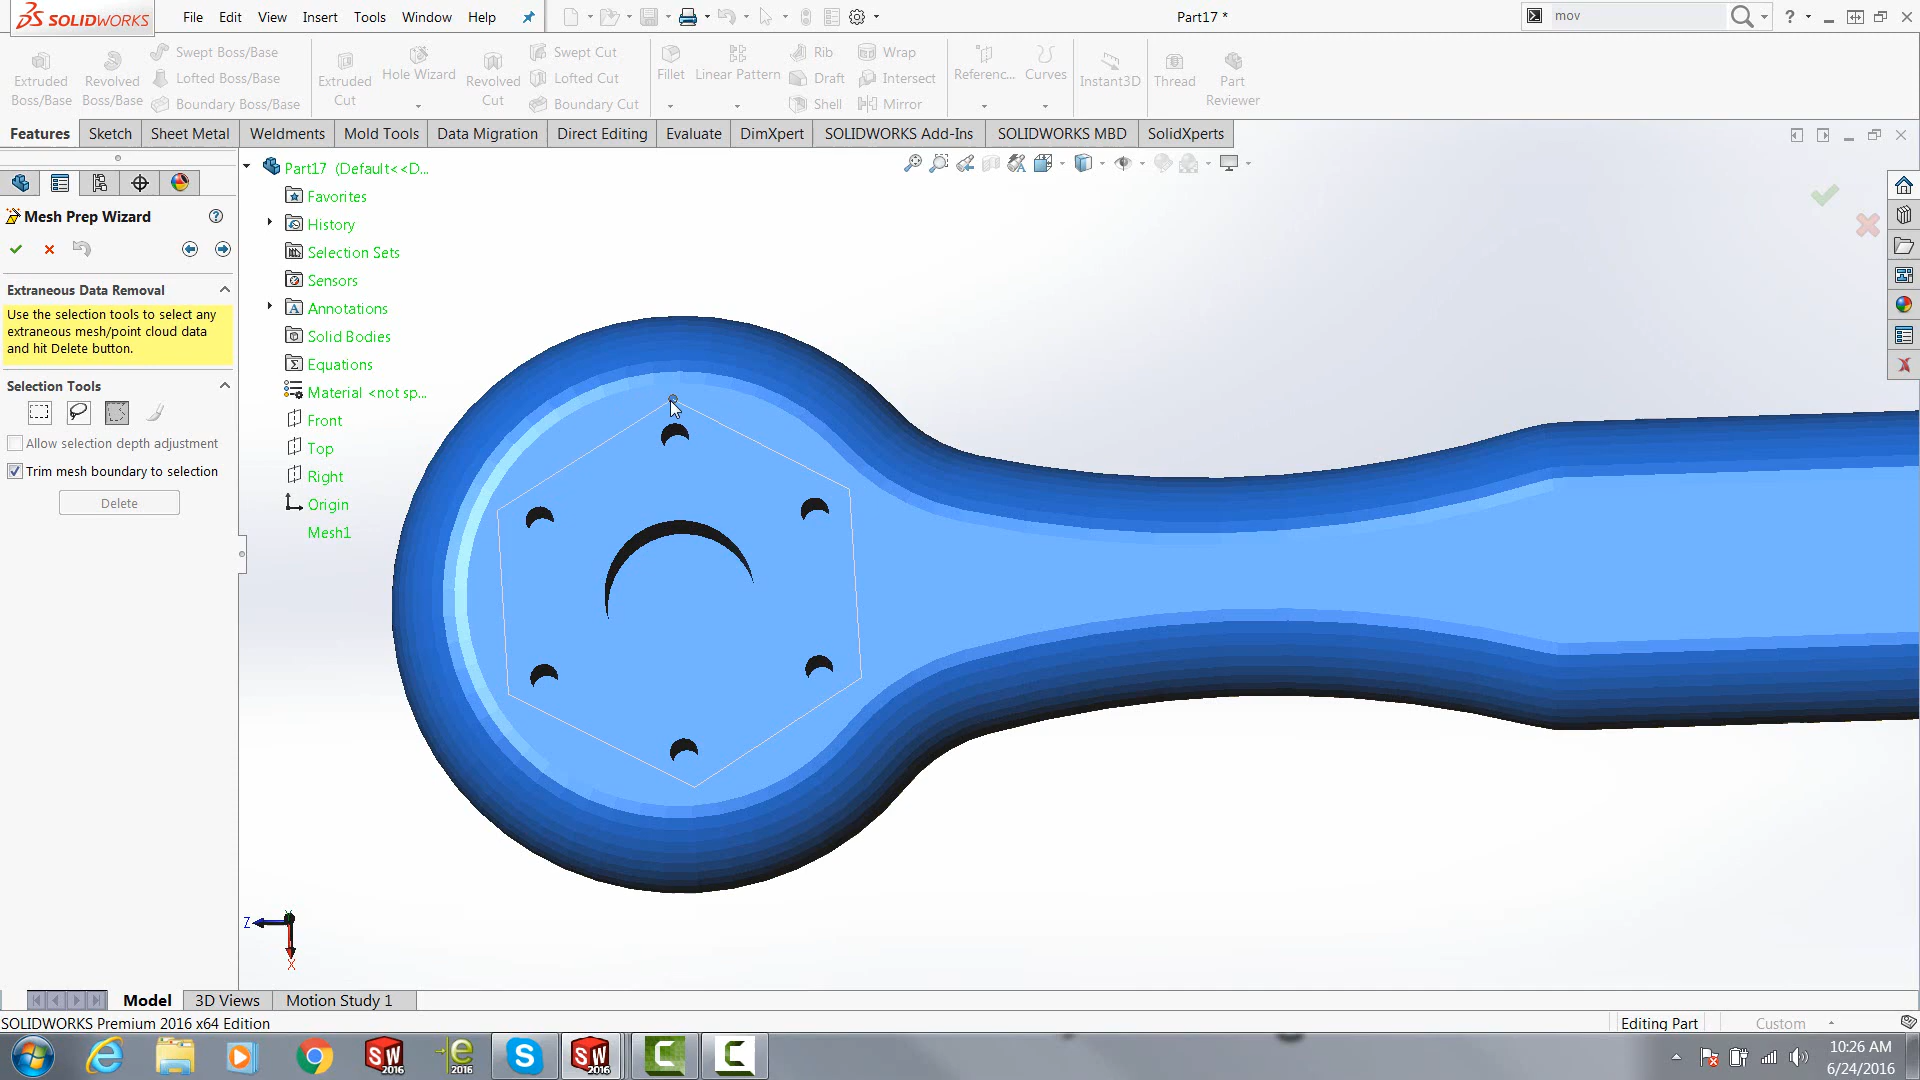 SOLIDWORKS File Edit View Insert Tools Window Help Part17 * mov ?
Extruded Boss/Base
Revolved Boss/Base
Swept Boss/Base
Lofted Boss/Base
Boundary Boss/Base
Extruded Cut
Hole Wizard
Revolved Cut
Swept Cut
Lofted Cut
Boundary Cut
Fillet
Linear Pattern
Rib
Draft
Shell
Wrap
Intersect
Mirror
Referenc...
Curves
Instant3D
Thread
Part Reviewer
Features Sketch Sheet Metal Weldments Mold Tools Data Migration Direct Editing Evaluate DimXpert SOLIDWORKS Add-Ins SOLIDWORKS MBD SolidXperts
Mesh Prep Wizard ?
Extraneous Data Removal
Use the selection tools to select any
extraneous mesh/point cloud data
and hit Delete button.
Selection Tools
Allow selection depth adjustment
Trim mesh boundary to selection
Delete
Part17 (Default<<D...
Favorites
History
Selection Sets
Sensors
Annotations
Solid Bodies
Equations
Material <not sp...
Front
Top
Right
Origin
Mesh1
Y
Z
X
Model 3D Views Motion Study 1
SOLIDWORKS Premium 2016 x64 Edition Editing Part Custom
SW 2016 e 2016 S SW 2016 C C
10:26 AM
6/24/2016